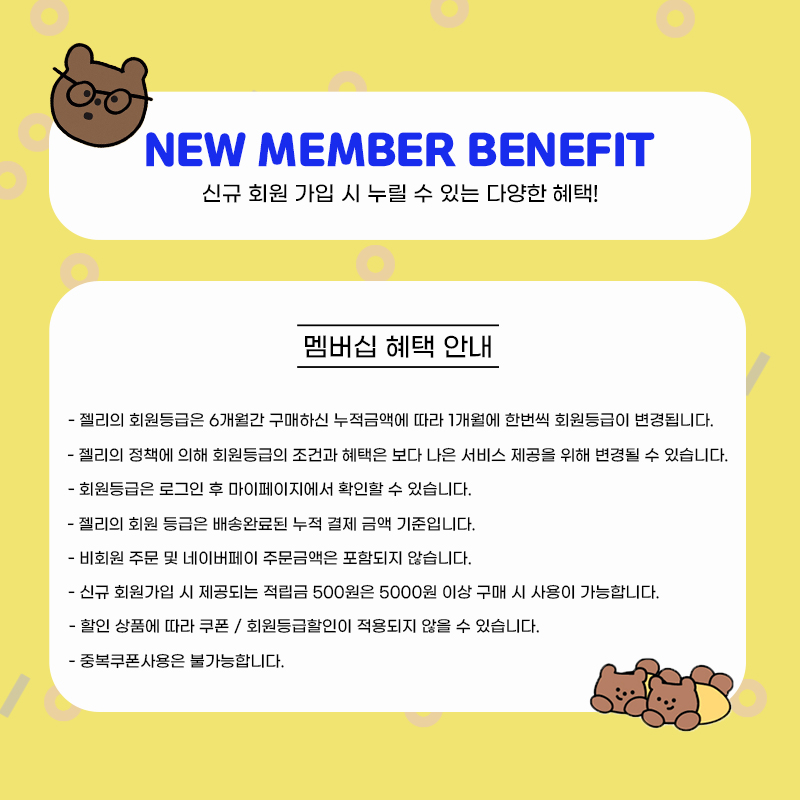 NEW MEMBER BENEFIT
신규 회원 가입 시 누릴 수 있는 다양한 혜택!
멤버십 혜택 안내
- 젤리의 회원등급은 6개월간 구매하신 누적금액에 따라 1개월에 한번씩 회원등급이 변경됩니다.
- 젤리의 정책에 의해 회원등급의 조건과 혜택은 보다 나은 서비스 제공을 위해 변경될 수 있습니다.
- 회원등급은 로그인 후 마이페이지에서 확인할 수 있습니다.
- 젤리의 회원 등급은 배송완료된 누적 결제 금액 기준입니다.
- 비회원 주문 및 네이버페이 주문금액은 포함되지 않습니다.
- 신규 회원가입 시 제공되는 적립금 500원은 5000원 이상 구매 시 사용이 가능합니다.
- 할인 상품에 따라 쿠폰 / 회원등급할인이 적용되지 않을 수 있습니다.
- 중복쿠폰사용은 불가능합니다.